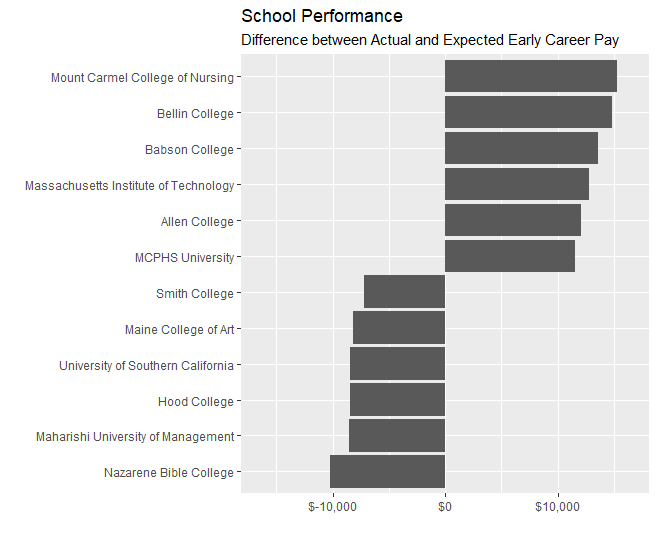 School Performance
Difference between Actual and Expected Early Career Pay
Mount Carmel College of Nursing
Bellin College
Babson College
Massachusetts Institute of Technology
Allen College
MCPHS University
Smith College
Maine College of Art
University of Southern California
Hood College
Maharishi University of Management
Nazarene Bible College
$-10,000 $0 $10,000